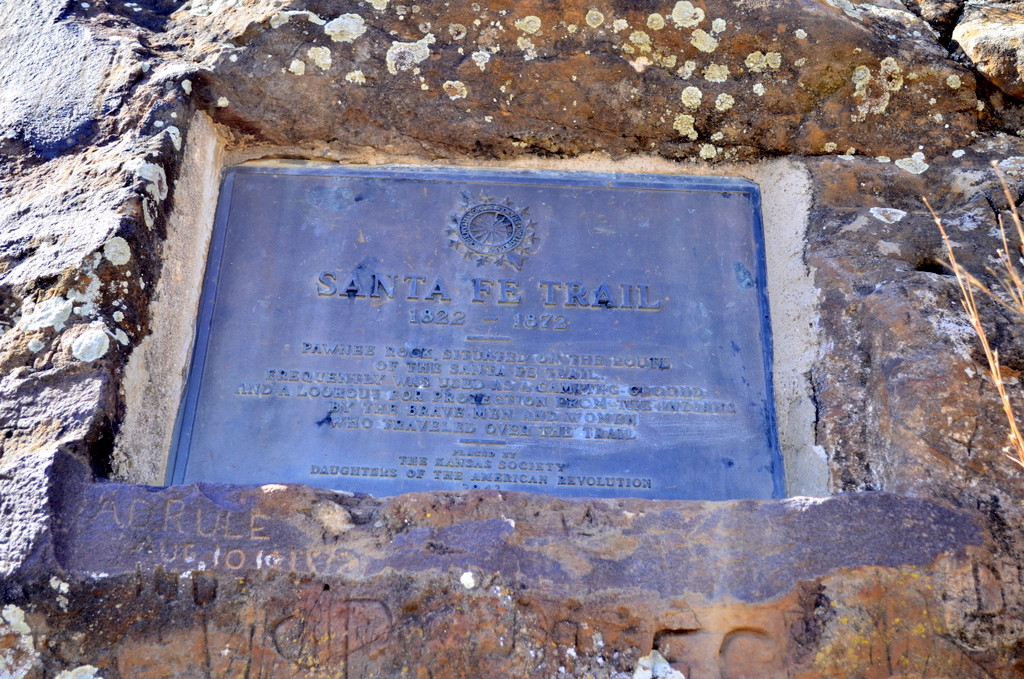 SANTA FE TRAIL
1822 - 1872
PAWNEE ROCK, SITUATED ON THE ROUTE
OF THE SANTA FE TRAIL,
FREQUENTLY WAS USED AS A CAMPING GROUND,
AND A LOOKOUT FOR PROTECTION FROM THE INDIANS
BY THE BRAVE MEN AND WOMEN
WHO TRAVELED OVER THE TRAIL
PLACED BY
THE KANSAS SOCIETY
DAUGHTERS OF THE AMERICAN REVOLUTION
RULE